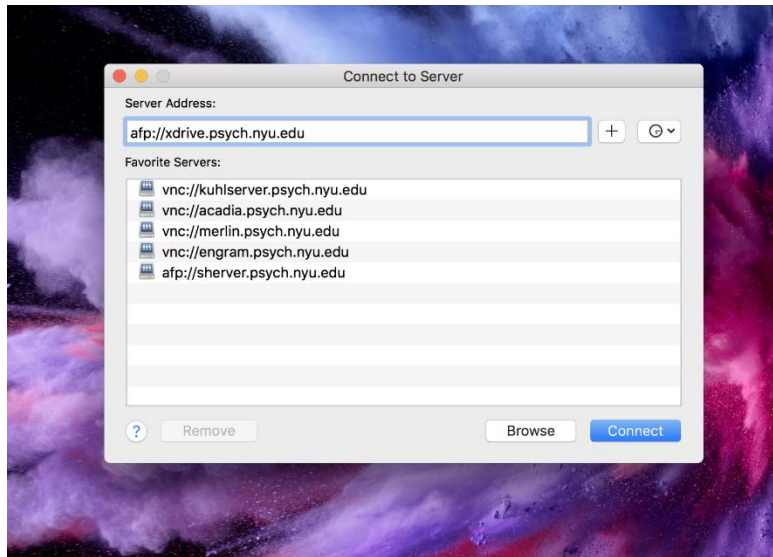 Connect to Server
Server Address:
afp://xdrive.psych.nyu.edu
Favorite Servers:
vnc://kuhlserver.psych.nyu.edu
vnc://acadia.psych.nyu.edu
vnc://merlin.psych.nyu.edu
vnc://engram.psych.nyu.edu
afp://sherver.psych.nyu.edu
? Remove Browse Connect